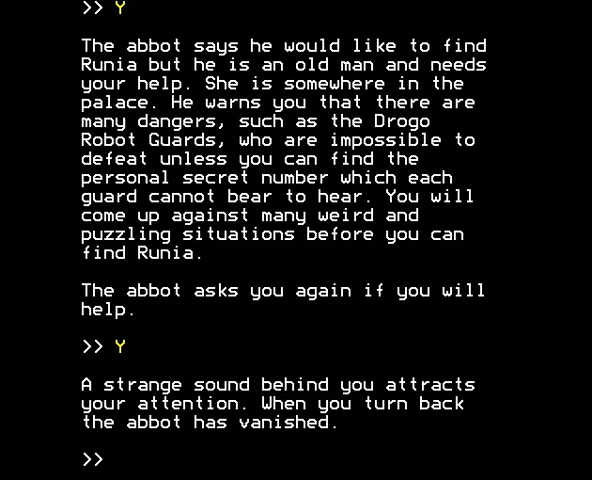 >> Y
The abbot says he would like to find
Runia but he is an old man and needs
your help. She is somewhere in the
palace. He warns you that there are
many dangers, such as the Drogo
Robot Guards, who are impossible to
defeat unless you can find the
personal secret number which each
guard cannot bear to hear. You will
come up against many weird and
puzzling situations before you can
find Runia.
The abbot asks you again if you will
help.
>> Y
A strange sound behind you attracts
your attention. When you turn back
the abbot has vanished.
>>